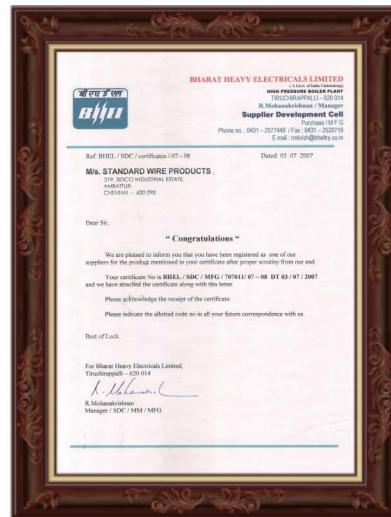 बी एच ई एल
BHARAT HEAVY ELECTRICALS LIMITED
( A Govt. of India Undertaking)
HIGH PRESSURE BOILER PLANT
TIRUCHIRAPPALLI – 620 014
R.Mohanakrishnan / Manager
Supplier Development Cell
Purchase / M F G
Phone no. : 0431 – 2577448 / Fax : 0431 – 2520719
E mail : mkrish@bheltry.co.in
Ref: BHEL / SDC / certificates / 07 - 08 Dated: 03 .07 .2007
M/s. STANDARD WIRE PRODUCTS ,
219, SIDCO INDUSTRIAL ESTATE,
AMBATTUR,
CHENNAI – 600 098
Dear Sir,
“ Congratulations “
We are pleased to inform you that you have been registered as one of our
suppliers for the product mentioned in your certificate after proper scrutiny from our end.
Your certificate No is BHEL / SDC / MFG / 707011/ 07 – 08 DT 03 / 07 / 2007
and we have attached the certificate along with this letter.
Please acknowledge the receipt of the certificate.
Please indicate the allotted code no in all your future correspondence with us.
Best of Luck.
For Bharat Heavy Electricals Limited,
Tiruchirapalli – 620 014
R. Mohanakrishnan
R.Mohanakrishnan .
Manager / SDC / MM / MFG.